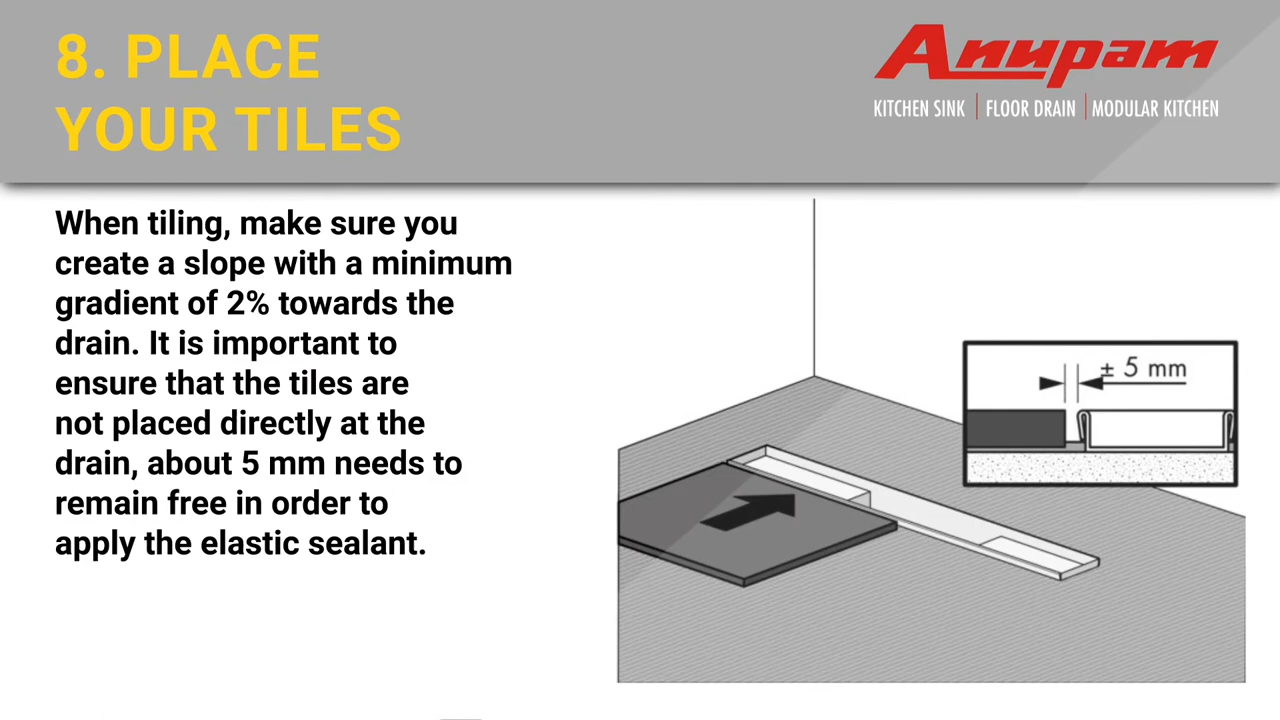 8. PLACE
YOUR TILES
Anupam
KITCHEN SINK | FLOOR DRAIN | MODULAR KITCHEN
When tiling, make sure you
create a slope with a minimum
gradient of 2% towards the
drain. It is important to
ensure that the tiles are
not placed directly at the
drain, about 5 mm needs to
remain free in order to
apply the elastic sealant.
± 5 mm